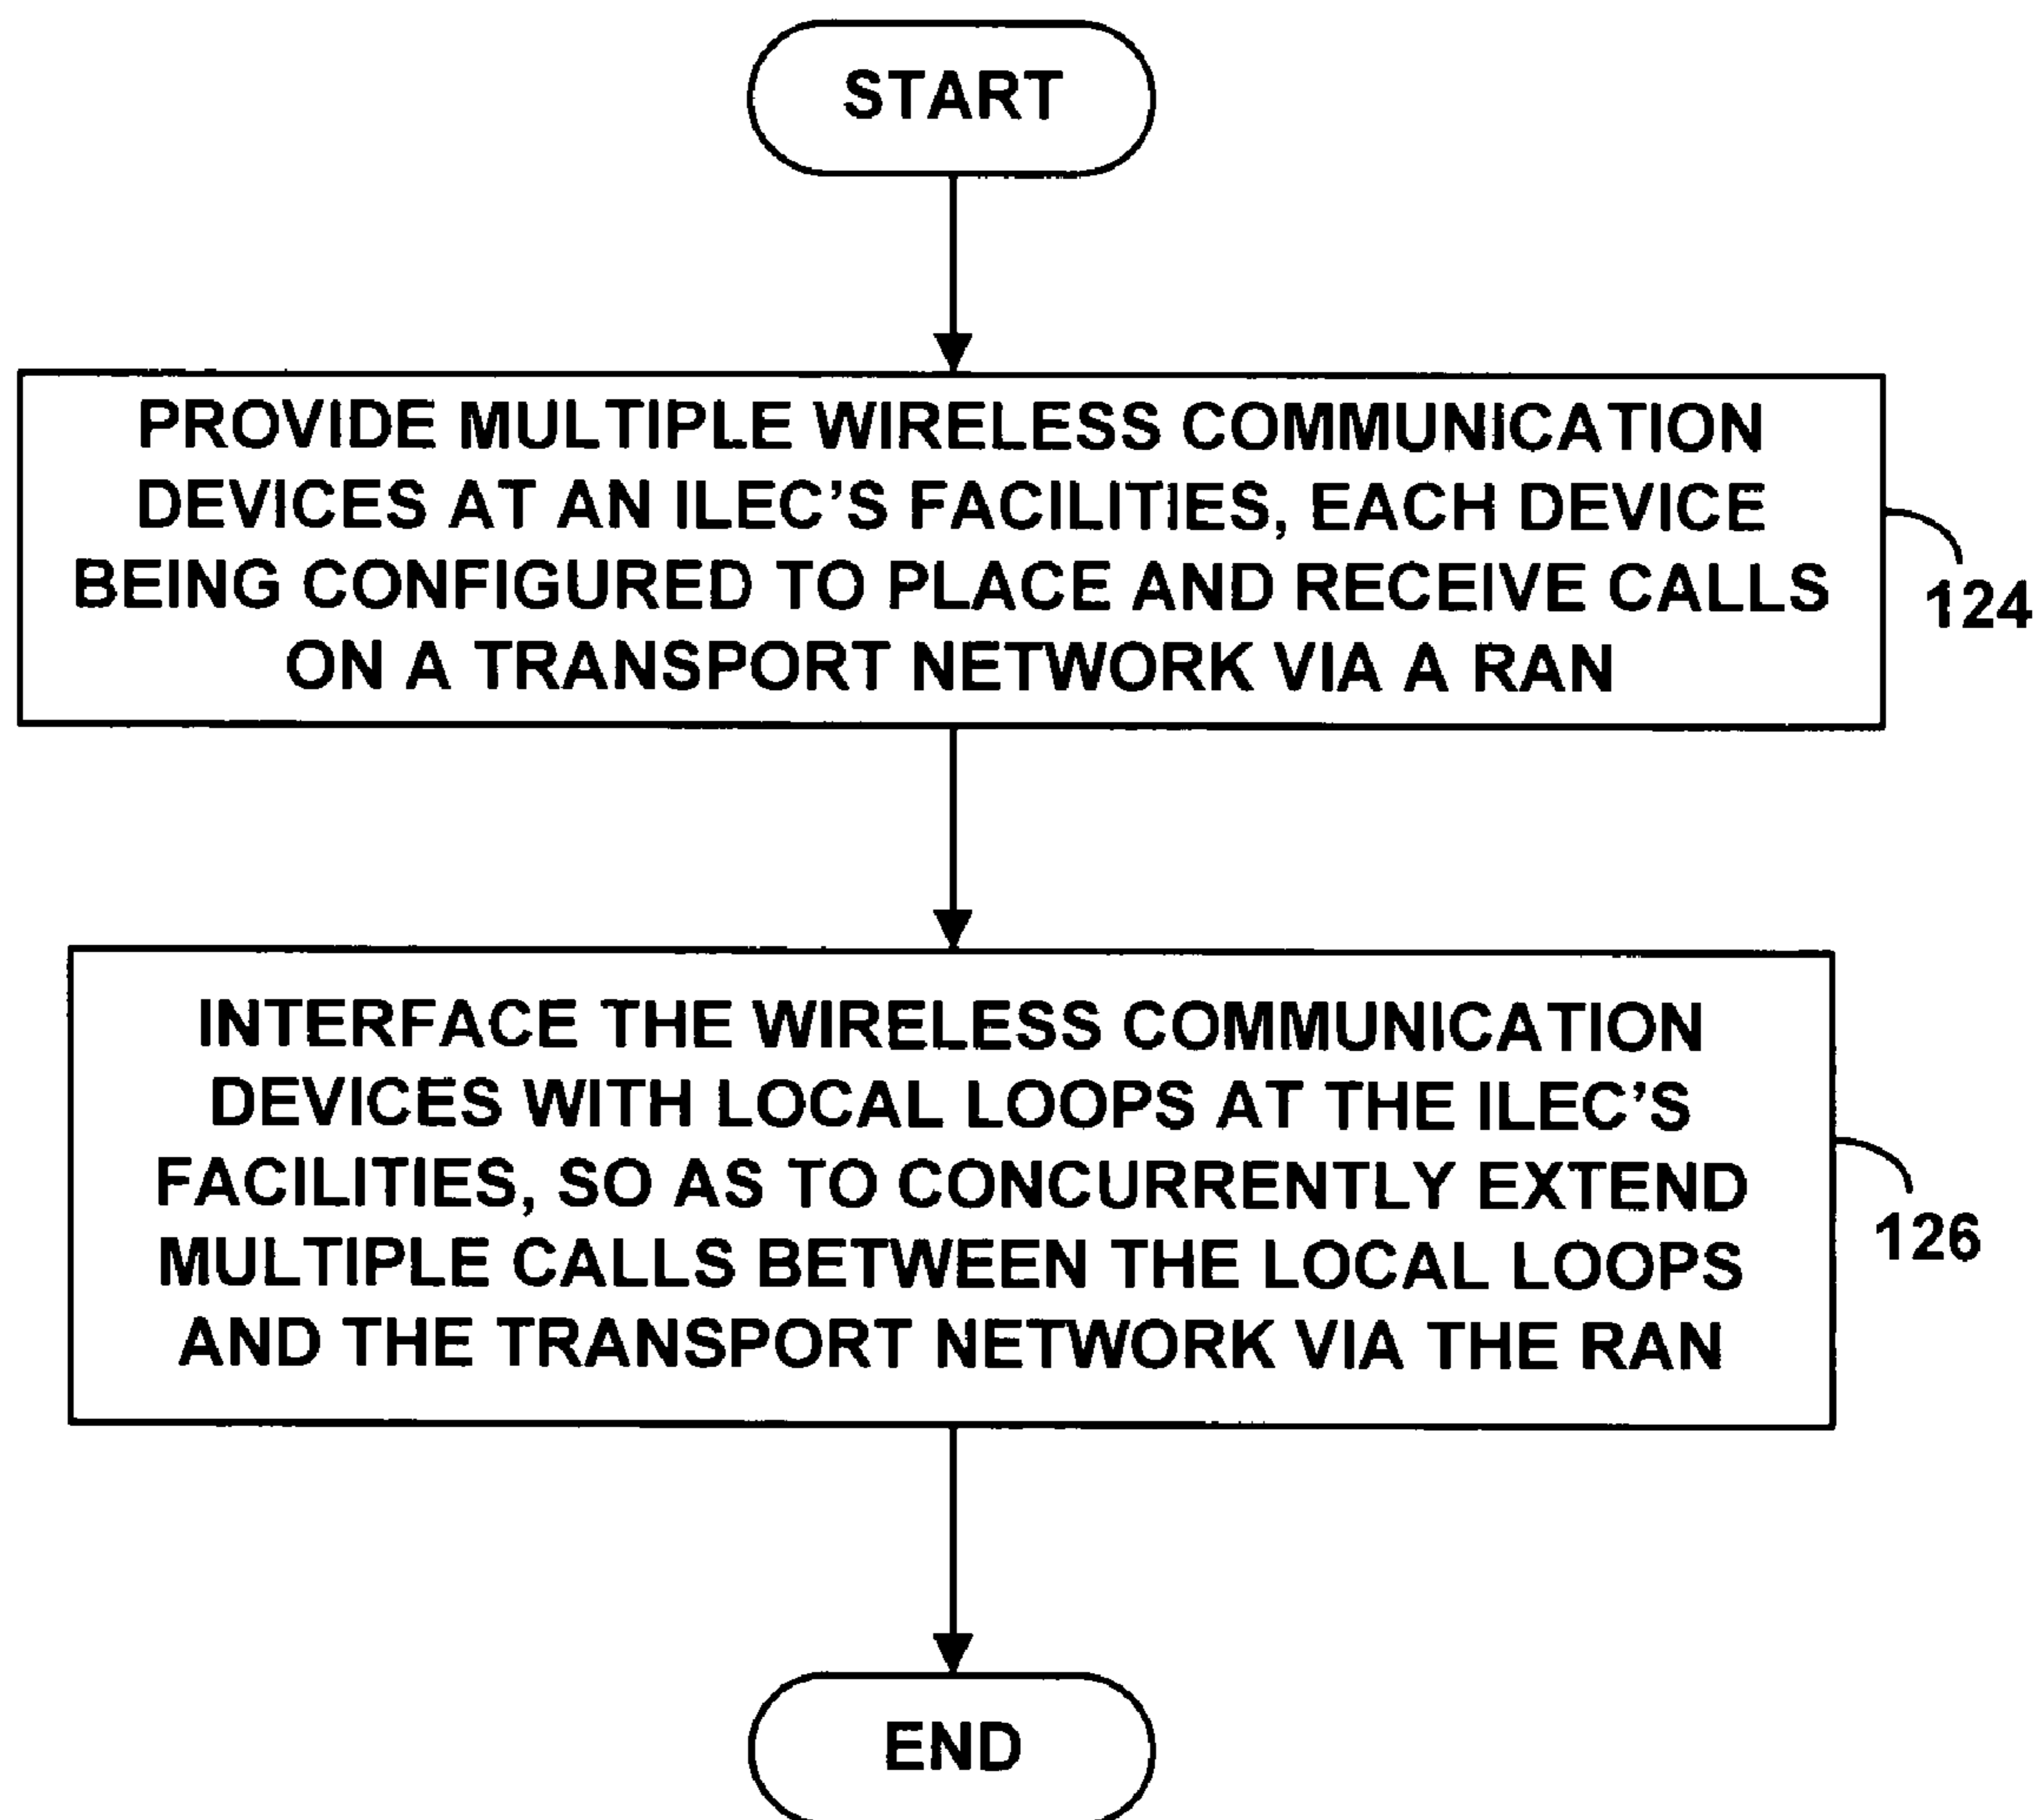 START
PROVIDE MULTIPLE WIRELESS COMMUNICATION
DEVICES AT AN ILEC'S FACILITIES, EACH DEVICE
BEING CONFIGURED TO PLACE AND RECEIVE CALLS
ON A TRANSPORT NETWORK VIA A RAN
124
INTERFACE THE WIRELESS COMMUNICATION
DEVICES WITH LOCAL LOOPS AT THE ILEC'S
FACILITIES, SO AS TO CONCURRENTLY EXTEND
MULTIPLE CALLS BETWEEN THE LOCAL LOOPS
AND THE TRANSPORT NETWORK VIA THE RAN
126
END